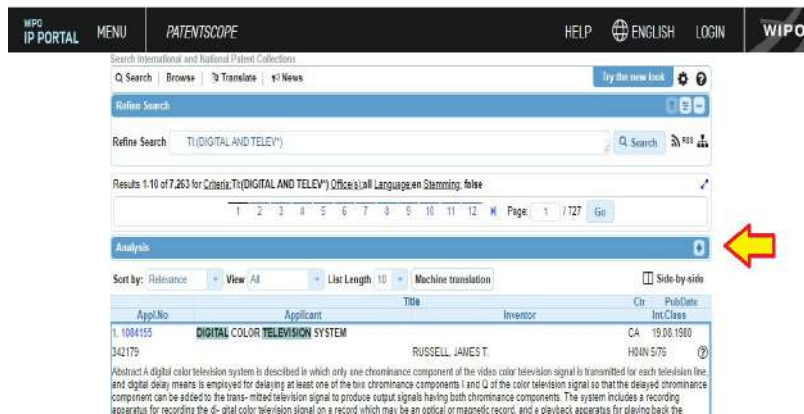 WIPO
IP PORTAL MENU PATENTSCOPE HELP ENGLISH LOGIN WIPO
Search International and National Patent Collections
Search Browse Translate News Try the new look
Refine Search
Refine Search TI:(DIGITAL AND TELEV*) Search RSS
Results 1-10 of 7,263 for Criteria:TI:(DIGITAL AND TELEV*) Office(s):all Language:en Stemming: false
1 2 3 4 5 6 7 8 9 10 11 12 Page: 1 / 727 Go
Analysis
Sort by: Relevance View All List Length 10 Machine translation Side-by-side
Title Ctr PubDate
Appl.No Applicant Inventor Int.Class
1. 1084155 DIGITAL COLOR TELEVISION SYSTEM CA 19.08.1980
342179 RUSSELL, JAMES T. H04N 5/76
Abstract A digital color television system is described in which only one chrominance component of the video color television signal is transmitted for each television line,
and digital delay means is employed for delaying at least one of the two chrominance components I and Q of the color television signal so that the delayed chrominance
component can be added to the trans- mitted television signal to produce output signals having both chrominance components. The system includes a recording
apparatus for recording the di- gital color television signal on a record which may be an optical or magnetic record, and a playback apparatus for playing back the